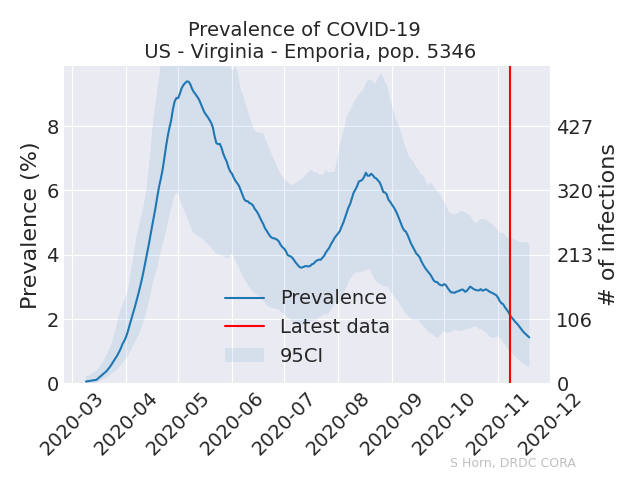 Prevalence of COVID-19
US - Virginia - Emporia, pop. 5346
Prevalence (%)
8
6
4
2
0
427
320
213
106
0
# of infections
Prevalence
Latest data
95CI
2020-03
2020-04
2020-05
2020-06
2020-07
2020-08
2020-09
2020-10
2020-11
2020-12
S Horn, DRDC CORA